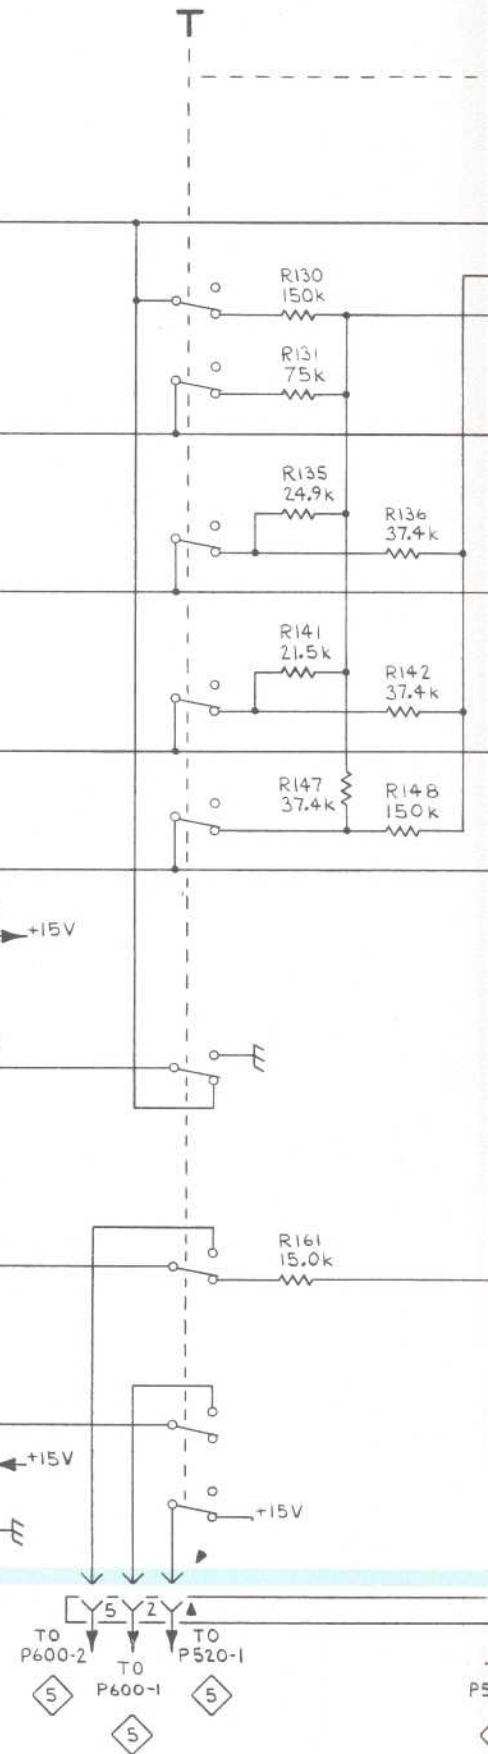 R130
150k
R131
75k
R135
24.9k
R136
37.4k
R141
21.5k
R142
37.4k
R147
37.4k
R148
150k
+15V
R161
15.0k
+15V
+15V
5 2
TO
P600-2
5
TO
P600-1
5
TO
P520-1
5
P5